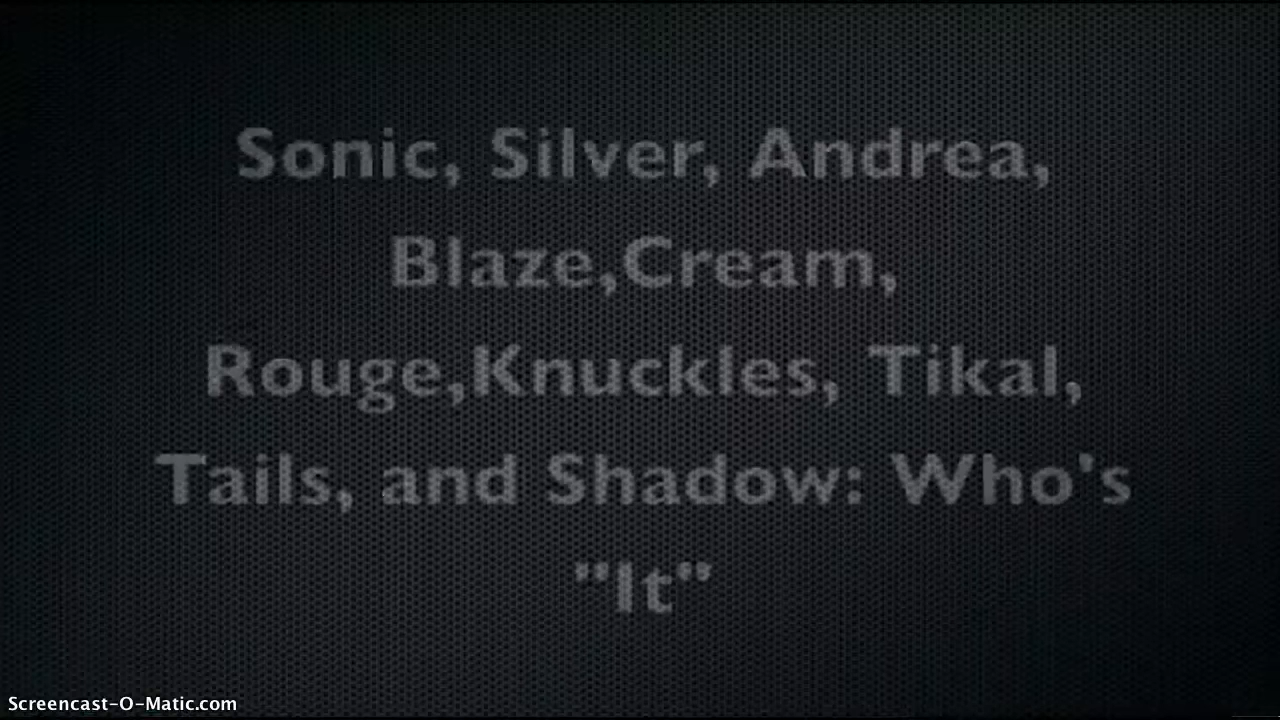 Sonic, Silver, Andrea,
Blaze,Cream,
Rouge,Knuckles, Tikal,
Tails, and Shadow: Who's
"It"
Screencast-O-Matic.com